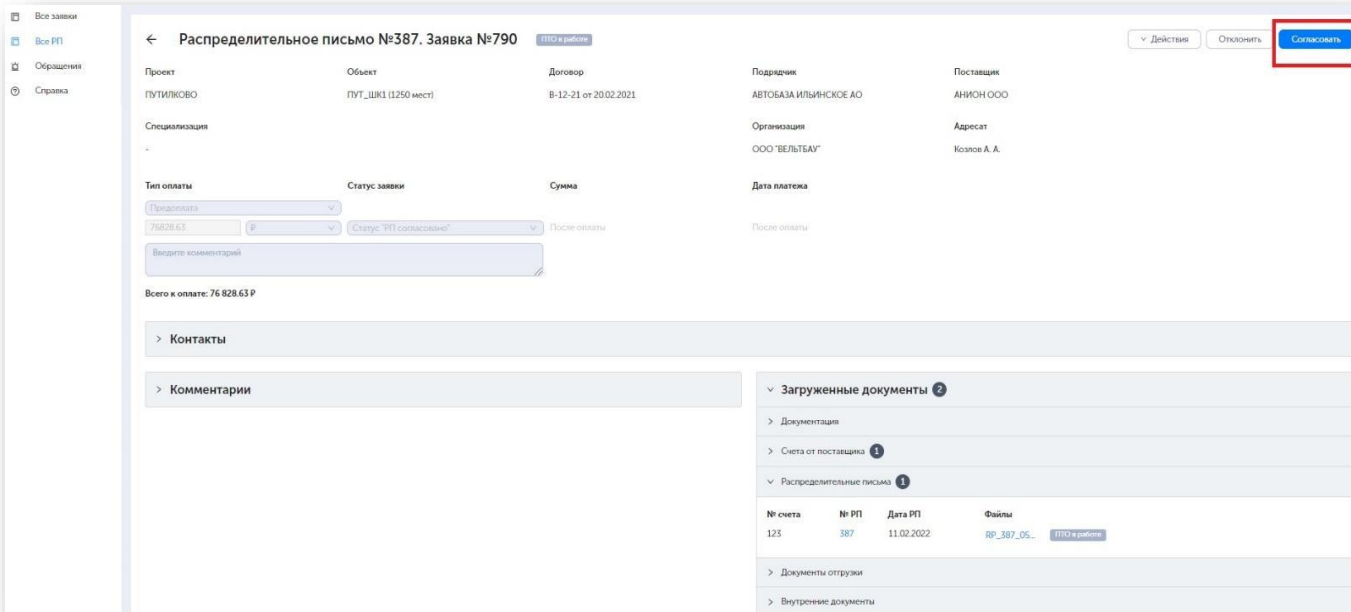 Все заявки
Все РП
Обращения
Справка
← Распределительное письмо №387. Заявка №790 ПТО в работе
Действия Отклонить Согласовать
Проект Объект Договор Подрядчик Поставщик
ПУТИЛКОВО ПУТ_ШК1 (1250 мест) В-12-21 от 20.02.2021 АВТОБАЗА ИЛЬИНСКОЕ АО АНИОН ООО
Специализация Организация Адресат
- ООО "ВЕЛЬТБАУ" Козлов А. А.
Тип оплаты Статус заявки Сумма Дата платежа
Предоплата
76828.63 ₽ Статус "РП согласовано" После оплаты После оплаты
Введите комментарий
Всего к оплате: 76 828.63 ₽
Контакты
Комментарии
Загруженные документы 2
Документация
Счета от поставщика 1
Распределительные письма 1
№ счета № РП Дата РП Файлы
123 387 11.02.2022 RP_387_05... ПТО в работе
Документы отгрузки
Внутренние документы